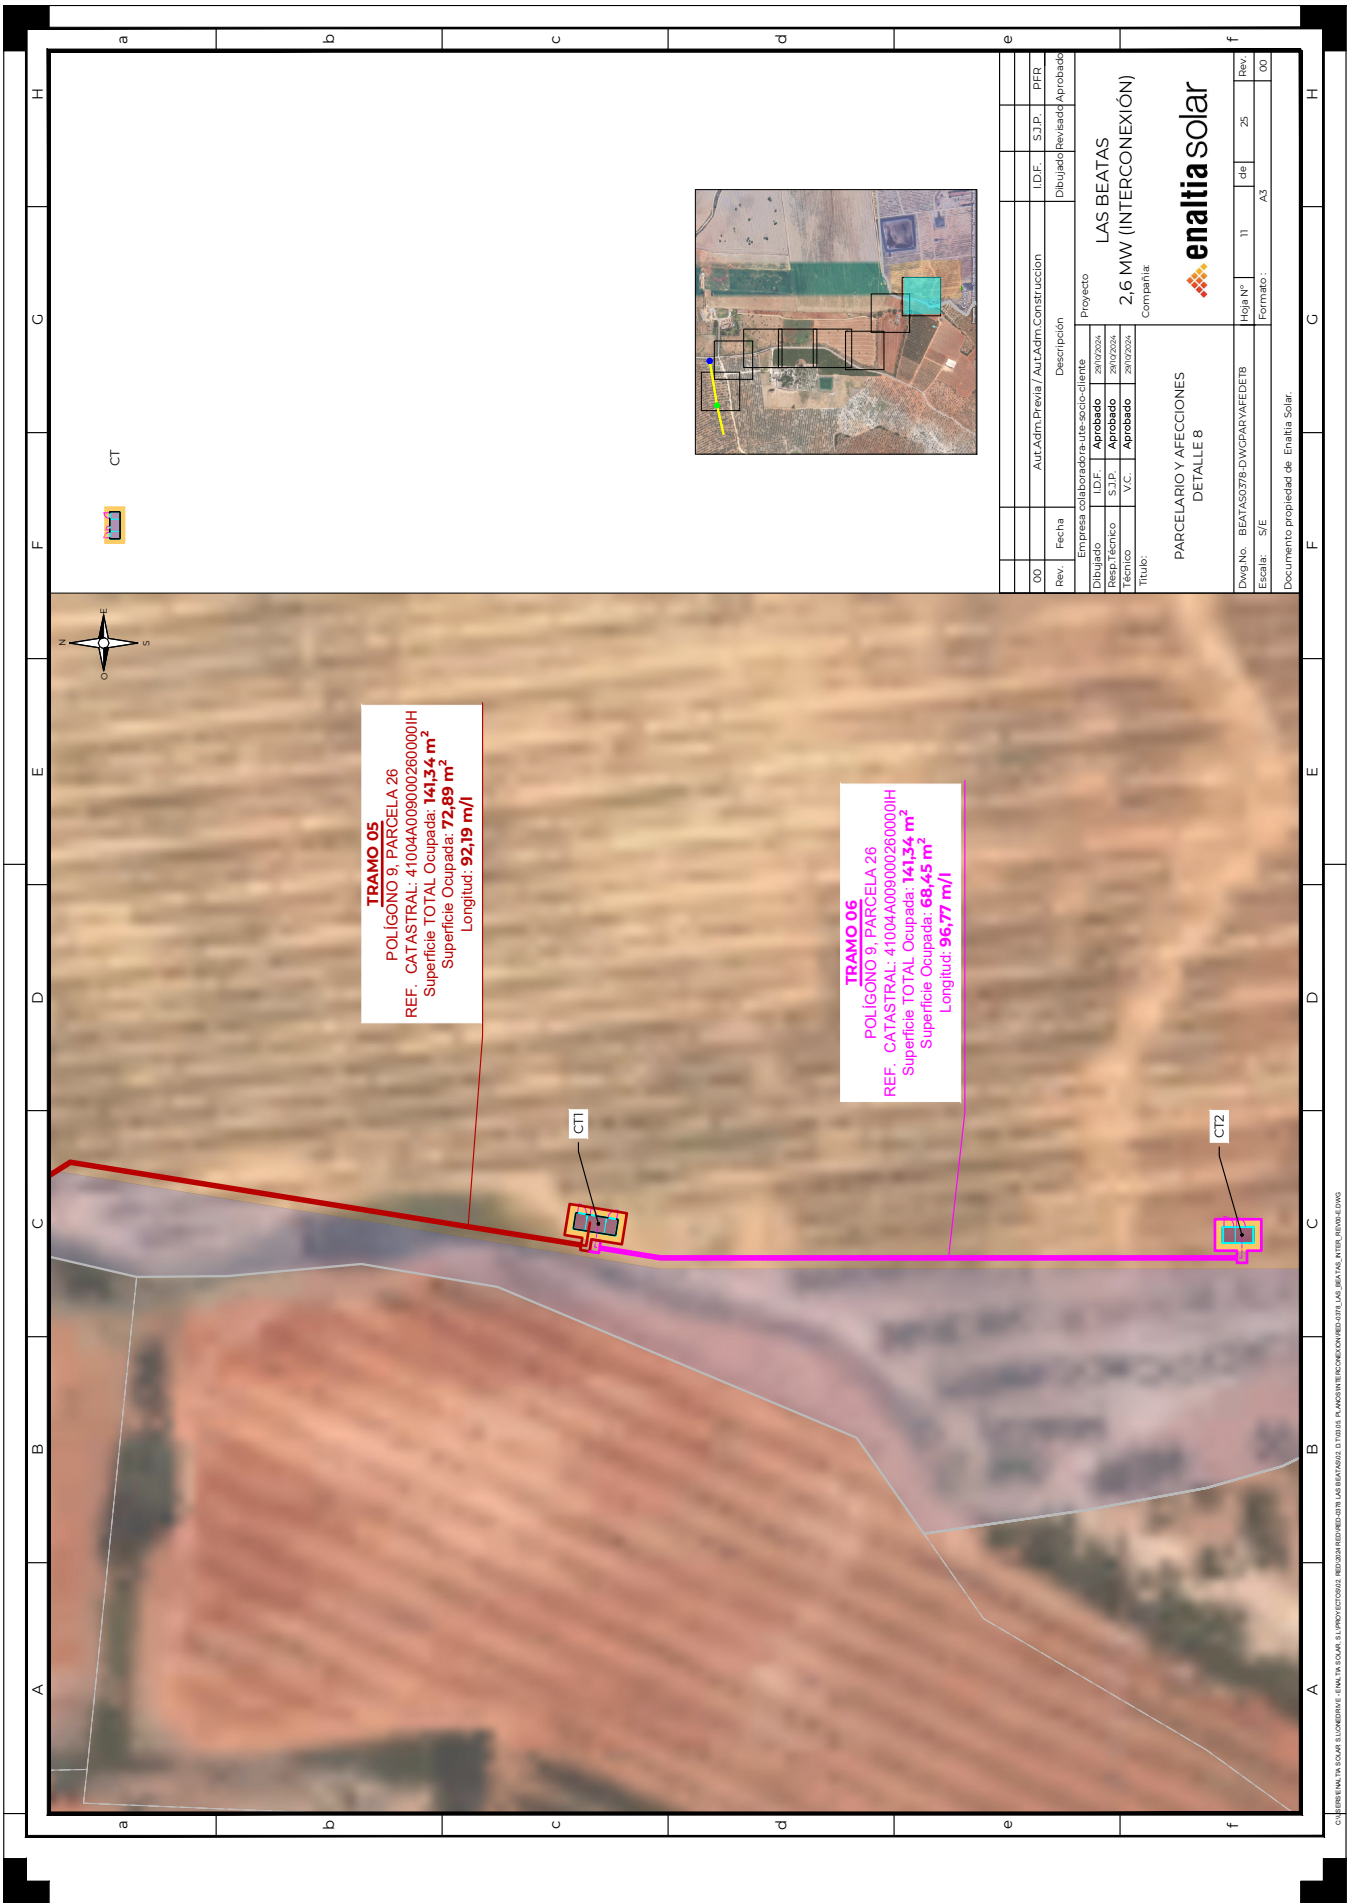 A
B
C
D
E
F
G
H
a
b
c
d
e
f
N
E
S
O
CT
TRAMO 05
POLÍGONO 9, PARCELA 26
REF. CATASTRAL: 41004A009000260000IH
Superficie TOTAL Ocupada: 141,34 m²
Superficie Ocupada: 72,89 m²
Longitud: 92,19 m/l
CT1
TRAMO 06
POLÍGONO 9, PARCELA 26
REF. CATASTRAL: 41004A009000260000IH
Superficie TOTAL Ocupada: 141,34 m²
Superficie Ocupada: 68,45 m²
Longitud: 96,77 m/l
CT2
00 Aut.Adm.Previa / Aut.Adm.Construccion I.D.F. S.J.P. PFR
Rev. Fecha Descripción Dibujado Revisado Aprobado
Empresa colaboradora-ute-socio-cliente
Dibujado I.D.F. Aprobado 29/10/2024
Resp.Técnico S.J.P. Aprobado 29/10/2024
Técnico V.C. Aprobado 29/10/2024
Proyecto
LAS BEATAS
2,6 MW (INTERCONEXIÓN)
Compañia:
enaltia solar
Titulo:
PARCELARIO Y AFECCIONES
DETALLE 8
Dwg.No. BEATAS0378-DWGPARYAFEDET8 Hoja Nº 11 de 25 Rev.
Escala: S/E Formato : A3 00
Documento propiedad de Enaltia Solar.
a
b
c
d
e
f
A
B
C
D
E
F
G
H